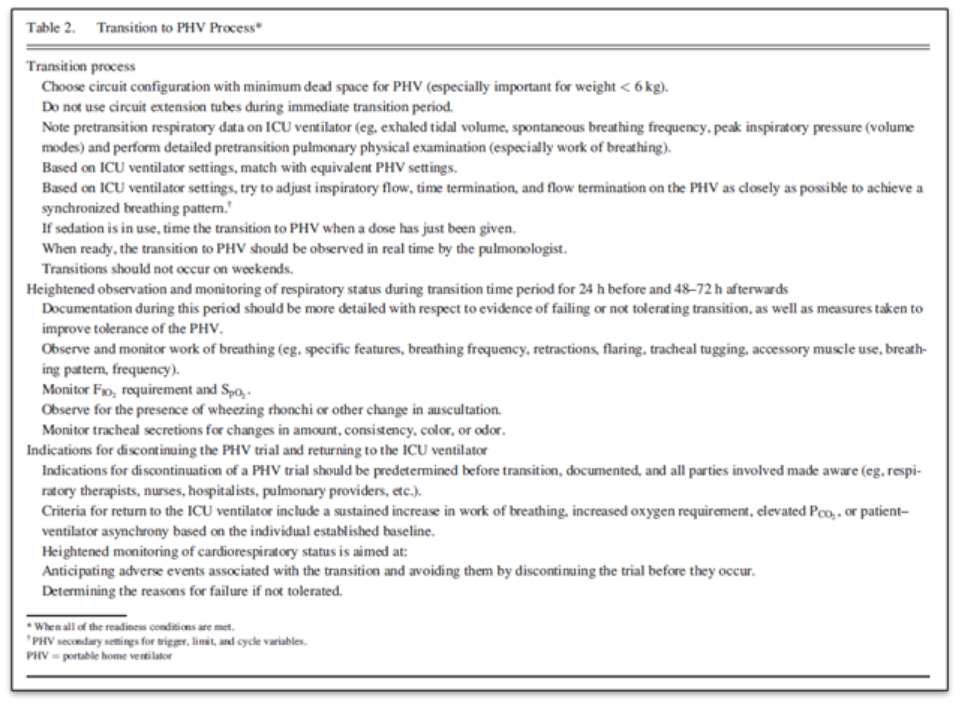 Table 2. Transition to PHV Process*
Transition process
Choose circuit configuration with minimum dead space for PHV (especially important for weight < 6 kg).
Do not use circuit extension tubes during immediate transition period.
Note pretransition respiratory data on ICU ventilator (eg, exhaled tidal volume, spontaneous breathing frequency, peak inspiratory pressure (volume
modes) and perform detailed pretransition pulmonary physical examination (especially work of breathing).
Based on ICU ventilator settings, match with equivalent PHV settings.
Based on ICU ventilator settings, try to adjust inspiratory flow, time termination, and flow termination on the PHV as closely as possible to achieve a
synchronized breathing pattern.†
If sedation is in use, time the transition to PHV when a dose has just been given.
When ready, the transition to PHV should be observed in real time by the pulmonologist.
Transitions should not occur on weekends.
Heightened observation and monitoring of respiratory status during transition time period for 24 h before and 48–72 h afterwards
Documentation during this period should be more detailed with respect to evidence of failing or not tolerating transition, as well as measures taken to
improve tolerance of the PHV.
Observe and monitor work of breathing (eg, specific features, breathing frequency, retractions, flaring, tracheal tugging, accessory muscle use, breath-
ing pattern, frequency).
Monitor FIO2 requirement and SpO2.
Observe for the presence of wheezing rhonchi or other change in auscultation.
Monitor tracheal secretions for changes in amount, consistency, color, or odor.
Indications for discontinuing the PHV trial and returning to the ICU ventilator
Indications for discontinuation of a PHV trial should be predetermined before transition, documented, and all parties involved made aware (eg, respi-
ratory therapists, nurses, hospitalists, pulmonary providers, etc.).
Criteria for return to the ICU ventilator include a sustained increase in work of breathing, increased oxygen requirement, elevated PCO2, or patient–
ventilator asynchrony based on the individual established baseline.
Heightened monitoring of cardiorespiratory status is aimed at:
Anticipating adverse events associated with the transition and avoiding them by discontinuing the trial before they occur.
Determining the reasons for failure if not tolerated.
* When all of the readiness conditions are met.
† PHV secondary settings for trigger, limit, and cycle variables.
PHV = portable home ventilator